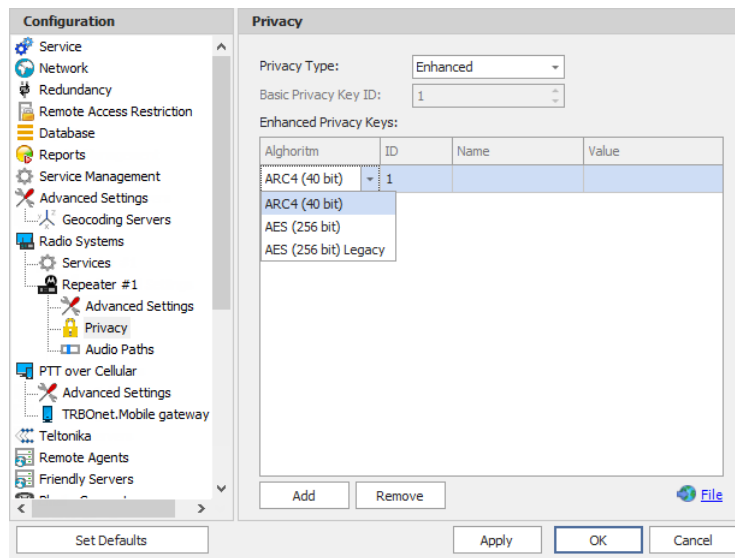 Configuration
Service
Network
Redundancy
Remote Access Restriction
Database
Reports
Service Management
Advanced Settings
Geocoding Servers
Radio Systems
Services
Repeater #1
Advanced Settings
Privacy
Audio Paths
PTT over Cellular
Advanced Settings
TRBOnet.Mobile gateway
Teltonika
Remote Agents
Friendly Servers
Set Defaults
Privacy
Privacy Type: Enhanced
Basic Privacy Key ID: 1
Enhanced Privacy Keys:
Alghoritm ID Name Value
ARC4 (40 bit) 1
ARC4 (40 bit)
AES (256 bit)
AES (256 bit) Legacy
Add Remove File
Apply OK Cancel